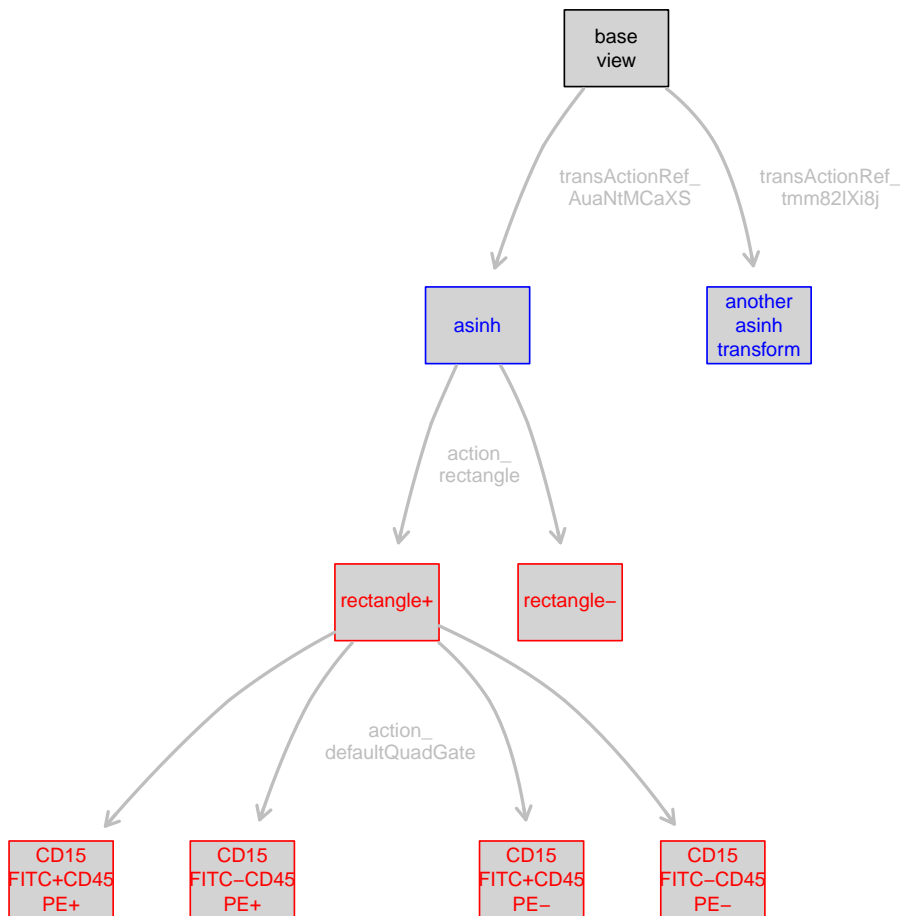 base
view
transActionRef_
AuaNtMCaXS
transActionRef_
tmm82lXi8j
asinh
another
asinh
transform
action_
rectangle
rectangle+
rectangle−
action_
defaultQuadGate
CD15
FITC+CD45
PE+
CD15
FITC−CD45
PE+
CD15
FITC+CD45
PE−
CD15
FITC−CD45
PE−